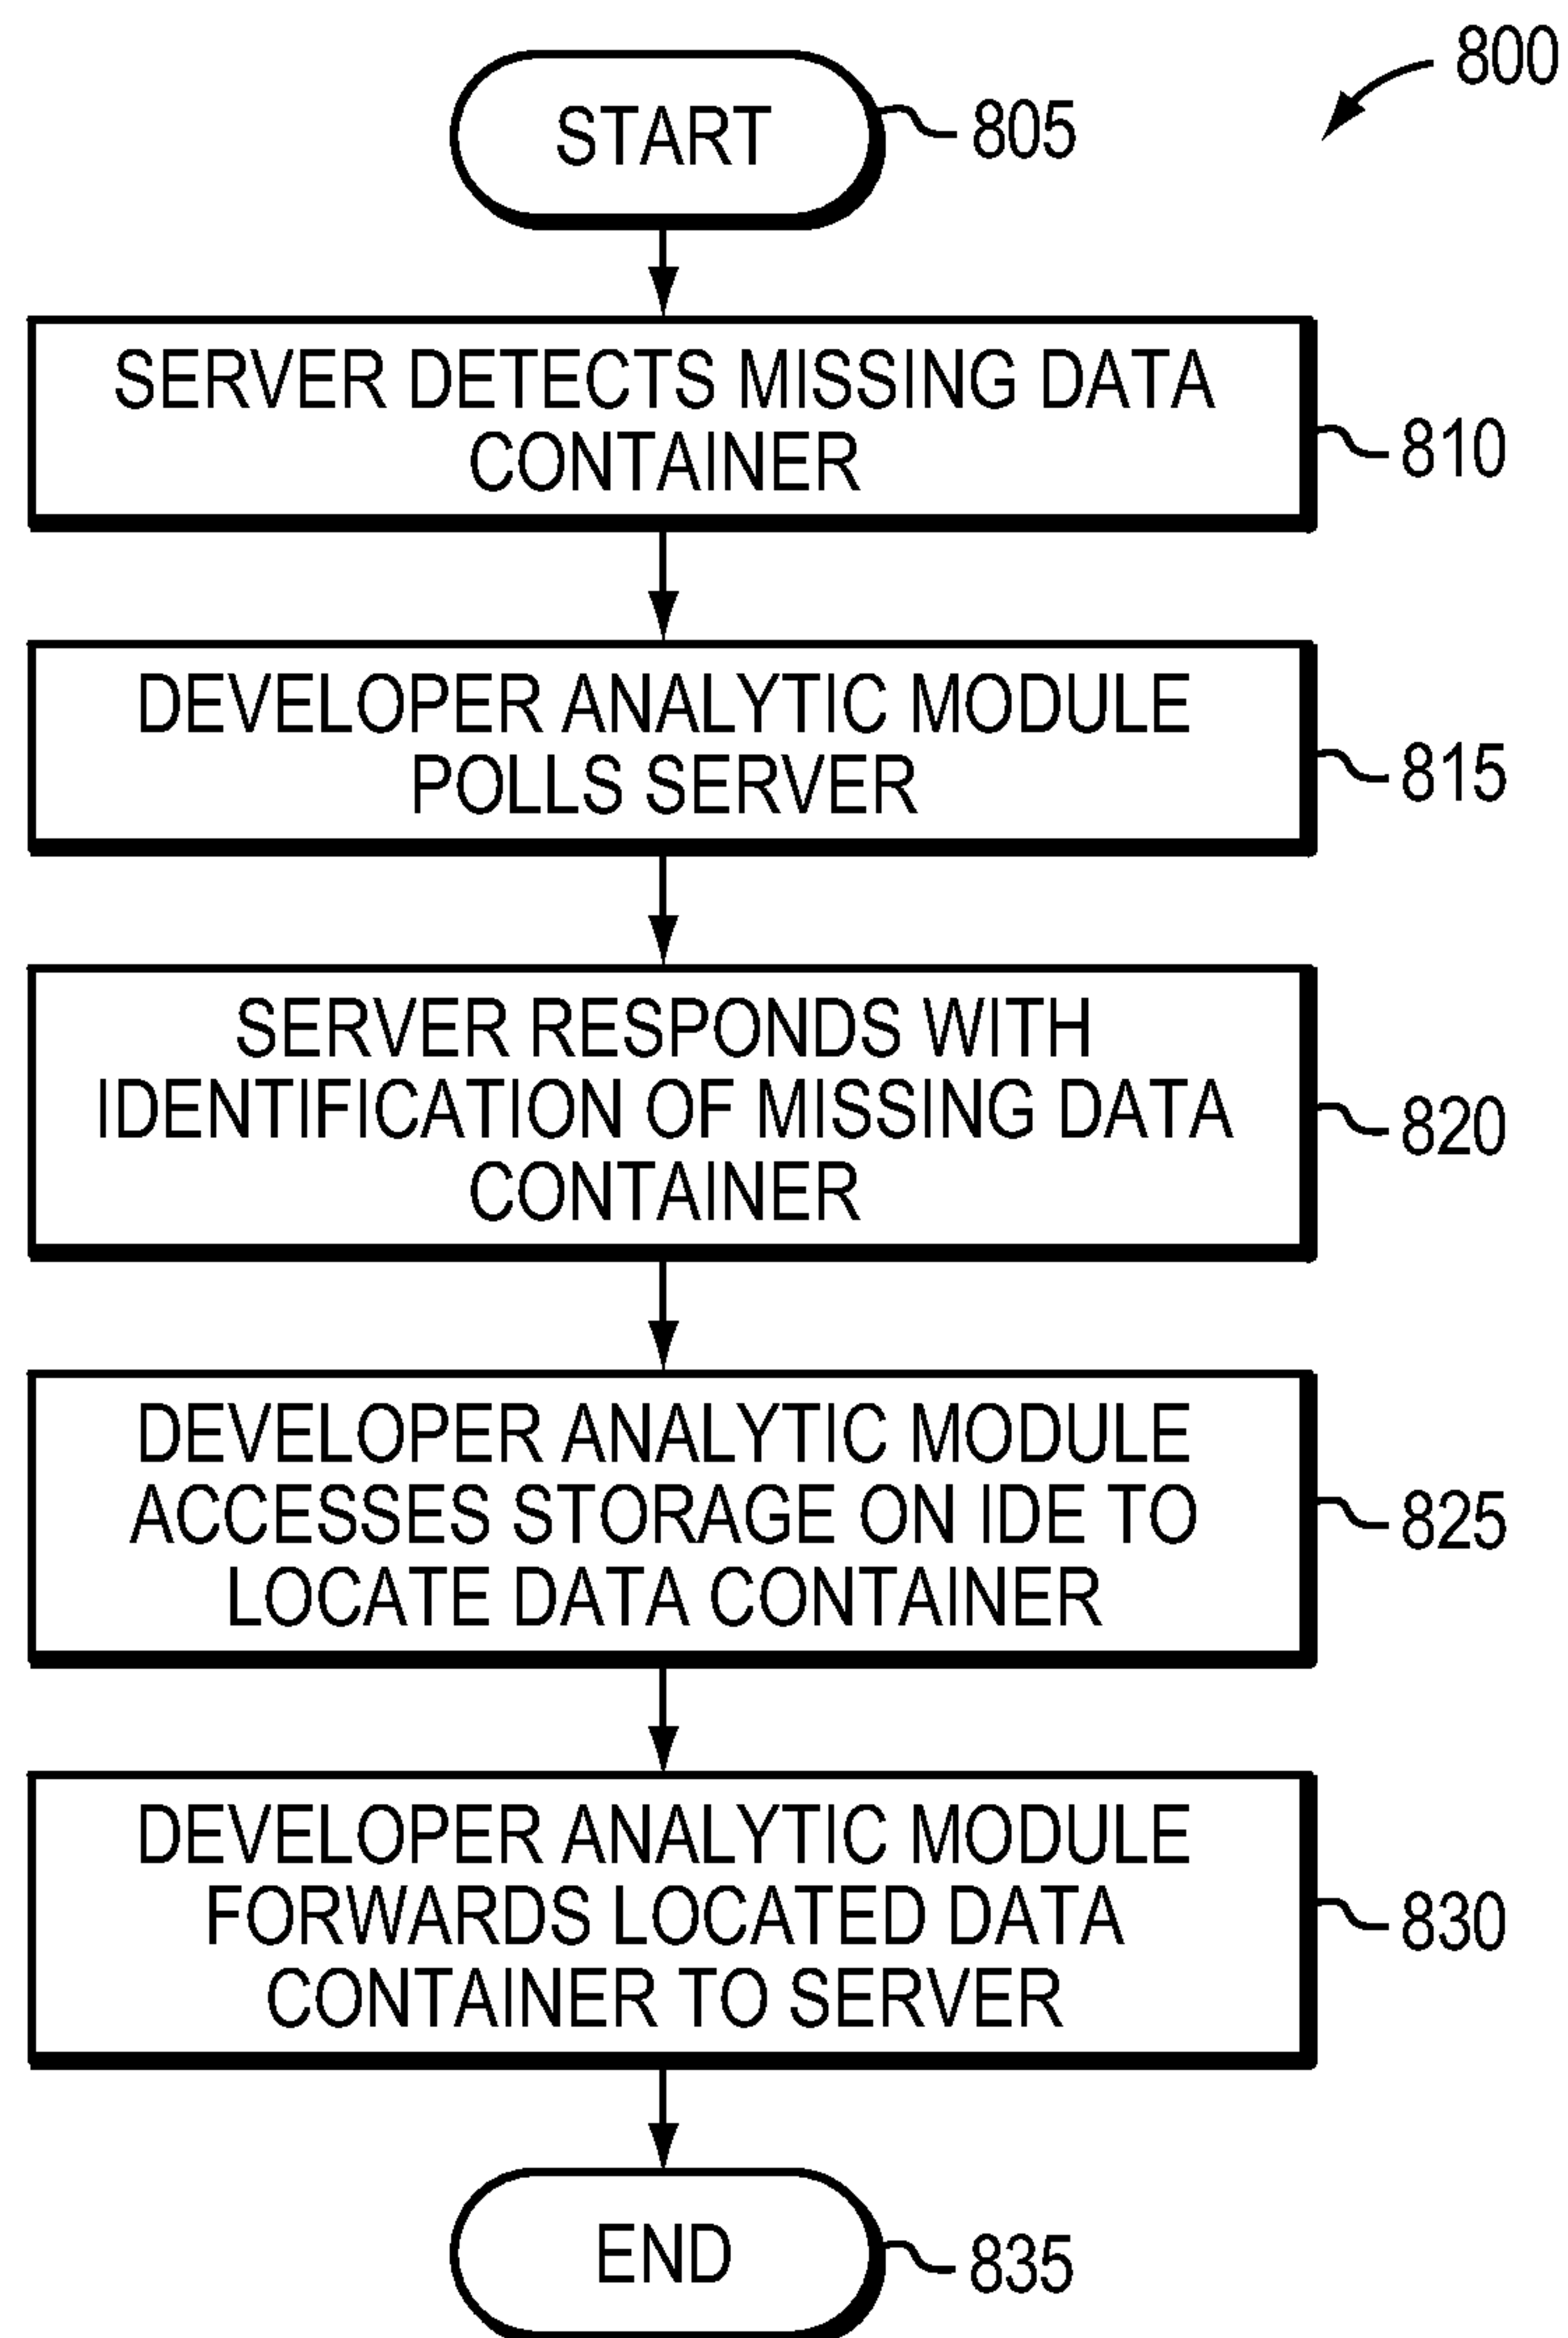 800
START
805
SERVER DETECTS MISSING DATA
CONTAINER
810
DEVELOPER ANALYTIC MODULE
POLLS SERVER
815
SERVER RESPONDS WITH
IDENTIFICATION OF MISSING DATA
CONTAINER
820
DEVELOPER ANALYTIC MODULE
ACCESSES STORAGE ON IDE TO
LOCATE DATA CONTAINER
825
DEVELOPER ANALYTIC MODULE
FORWARDS LOCATED DATA
CONTAINER TO SERVER
830
END
835